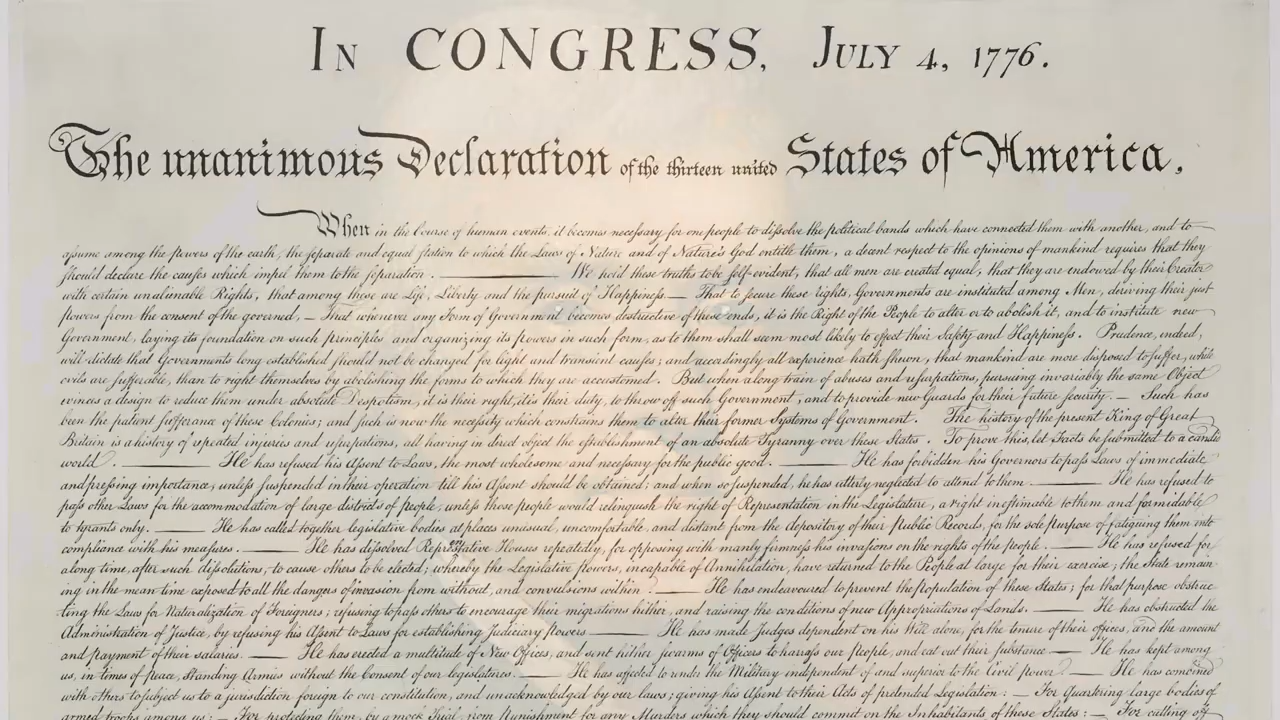 IN CONGRESS, JULY 4, 1776.
The unanimous Declaration of the thirteen united States of America,
When in the Course of human events, it becomes necessary for one people to dissolve the political bands which have connected them with another, and to
assume among the powers of the earth, the separate and equal station to which the Laws of Nature and of Nature's God entitle them, a decent respect to the opinions of mankind requires that they
should declare the causes which impel them to the separation. ——— We hold these truths to be self-evident, that all men are created equal, that they are endowed by their Creator
with certain unalienable Rights, that among these are Life, Liberty and the pursuit of Happiness.— That to secure these rights, Governments are instituted among Men, deriving their just
powers from the consent of the governed, — That whenever any Form of Government becomes destructive of these ends, it is the Right of the People to alter or to abolish it, and to institute new
Government, laying its foundation on such principles and organizing its powers in such form, as to them shall seem most likely to effect their Safety and Happiness. Prudence, indeed,
will dictate that Governments long established should not be changed for light and transient causes; and accordingly all experience hath shewn, that mankind are more disposed to suffer, while
evils are sufferable, than to right themselves by abolishing the forms to which they are accustomed. But when a long train of abuses and usurpations, pursuing invariably the same Object
evinces a design to reduce them under absolute Despotism, it is their right, it is their duty, to throw off such Government, and to provide new Guards for their future security. — Such has
been the patient sufferance of these Colonies; and such is now the necessity which constrains them to alter their former Systems of Government. The history of the present King of Great
Britain is a history of repeated injuries and usurpations, all having in direct object the establishment of an absolute Tyranny over these States. To prove this, let Facts be submitted to a candid
world. ——— He has refused his Assent to Laws, the most wholesome and necessary for the public good. ——— He has forbidden his Governors to pass Laws of immediate
and pressing importance, unless suspended in their operation till his Assent should be obtained; and when so suspended, he has utterly neglected to attend to them. ——— He has refused to
pass other Laws for the accommodation of large districts of people, unless those people would relinquish the right of Representation in the Legislature, a right inestimable to them and formidable
to tyrants only. ——— He has called together legislative bodies at places unusual, uncomfortable, and distant from the depository of their Public Records, for the sole purpose of fatiguing them into
compliance with his measures. ——— He has dissolved Representative Houses repeatedly, for opposing with manly firmness his invasions on the rights of the people. ——— He has refused for
a long time, after such dissolutions, to cause others to be elected; whereby the Legislative powers, incapable of Annihilation, have returned to the People at large for their exercise; the State remain-
ing in the mean time exposed to all the dangers of invasion from without, and convulsions within. ——— He has endeavoured to prevent the population of these States; for that purpose obstruc-
ting the Laws for Naturalization of Foreigners; refusing to pass others to encourage their migrations hither, and raising the conditions of new Appropriations of Lands. ——— He has obstructed the
Administration of Justice, by refusing his Assent to Laws for establishing Judiciary powers. ——— He has made Judges dependent on his Will alone, for the tenure of their offices, and the amount
and payment of their salaries. ——— He has erected a multitude of New Offices, and sent hither swarms of Officers to harrass our people, and eat out their substance. ——— He has kept among
us, in times of peace, Standing Armies without the Consent of our legislatures. ——— He has affected to render the Military independent of and superior to the Civil power. ——— He has combined
with others to subject us to a jurisdiction foreign to our constitution, and unacknowledged by our laws; giving his Assent to their Acts of pretended Legislation: — For Quartering large bodies of
armed troops among us: — For protecting them, by a mock Trial, from Punishment for any Murders which they should commit on the Inhabitants of these States: — For cutting off